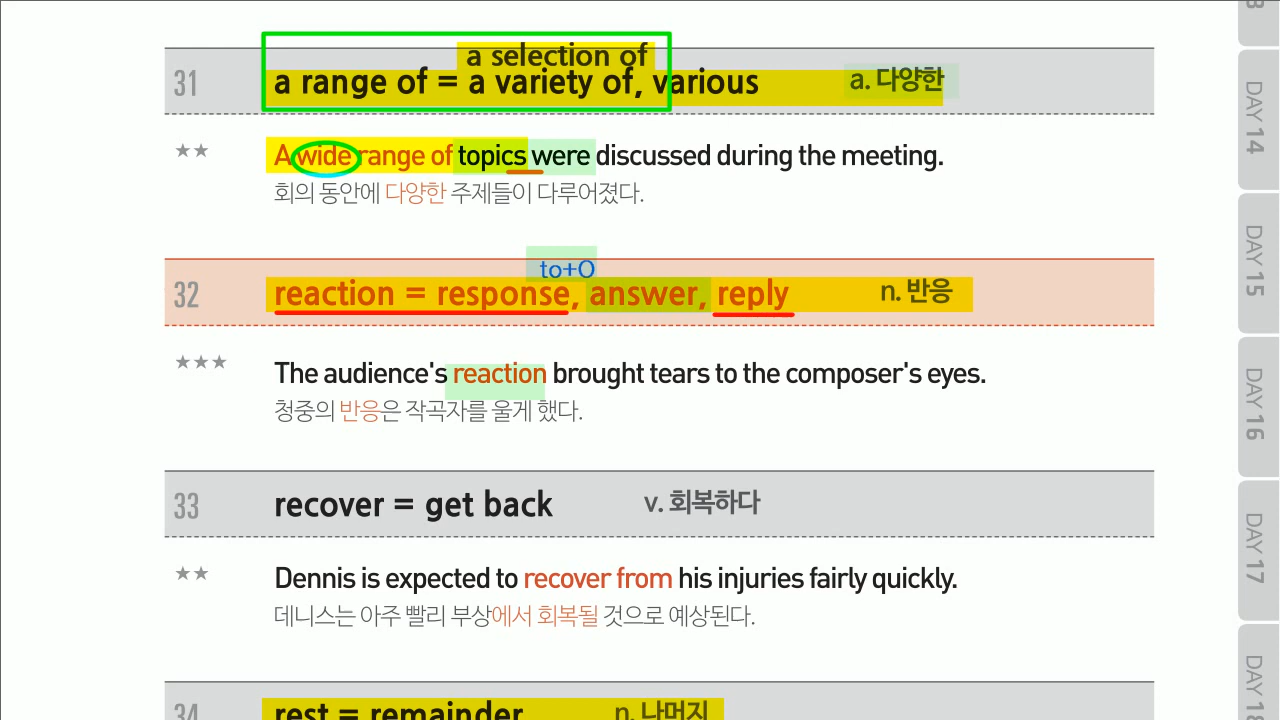 a selection of
31 a range of = a variety of, various a. 다양한
★★ A wide range of topics were discussed during the meeting.
회의 동안에 다양한 주제들이 다루어졌다.
to+O
32 reaction = response, answer, reply n. 반응
★★★ The audience's reaction brought tears to the composer's eyes.
청중의 반응은 작곡자를 울게 했다.
33 recover = get back v. 회복하다
★★ Dennis is expected to recover from his injuries fairly quickly.
데니스는 아주 빨리 부상에서 회복될 것으로 예상된다.
34 rest = remainder n. 나머지
DAY 14
DAY 15
DAY 16
DAY 17
DAY 18